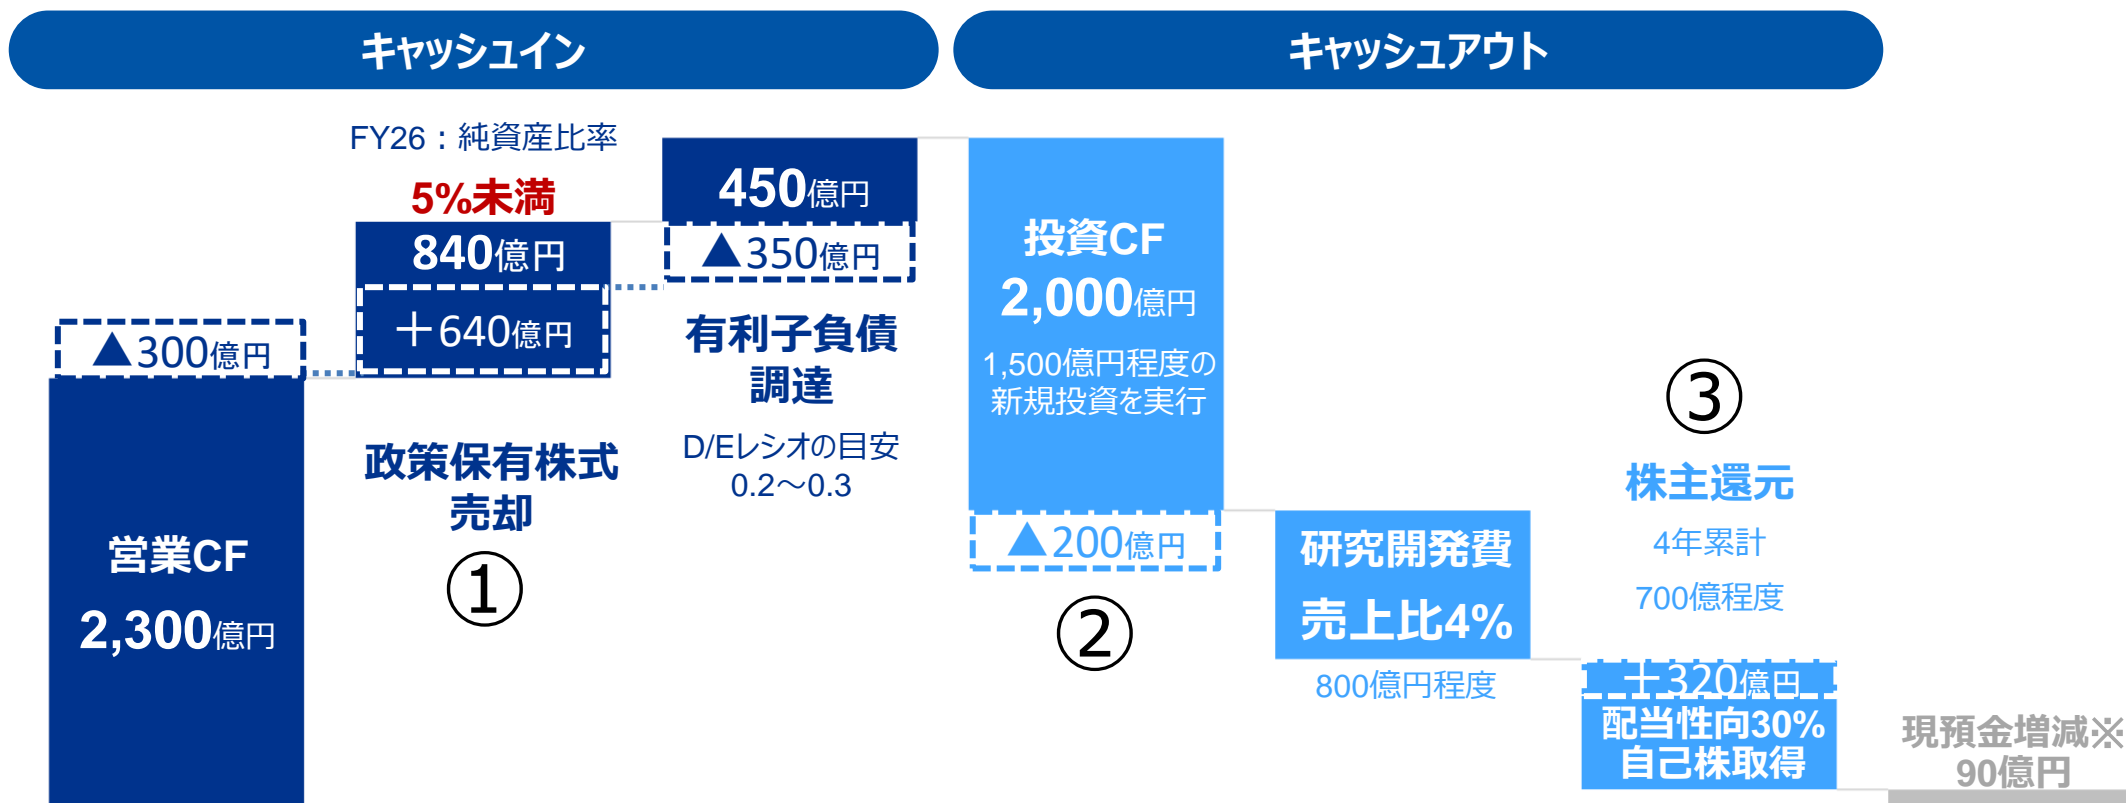 キャッシュイン
キャッシュアウト
FY26：純資産比率
5%未満
840億円
＋640億円
政策保有株式
売却
①
▲300億円
営業CF
2,300億円
450億円
▲350億円
有利子負債
調達
D/Eレシオの目安
0.2～0.3
投資CF
2,000億円
1,500億円程度の
新規投資を実行
▲200億円
②
研究開発費
売上比4%
800億円程度
③
株主還元
4年累計
700億程度
＋320億円
配当性向30%
自己株取得
現預金増減※
90億円